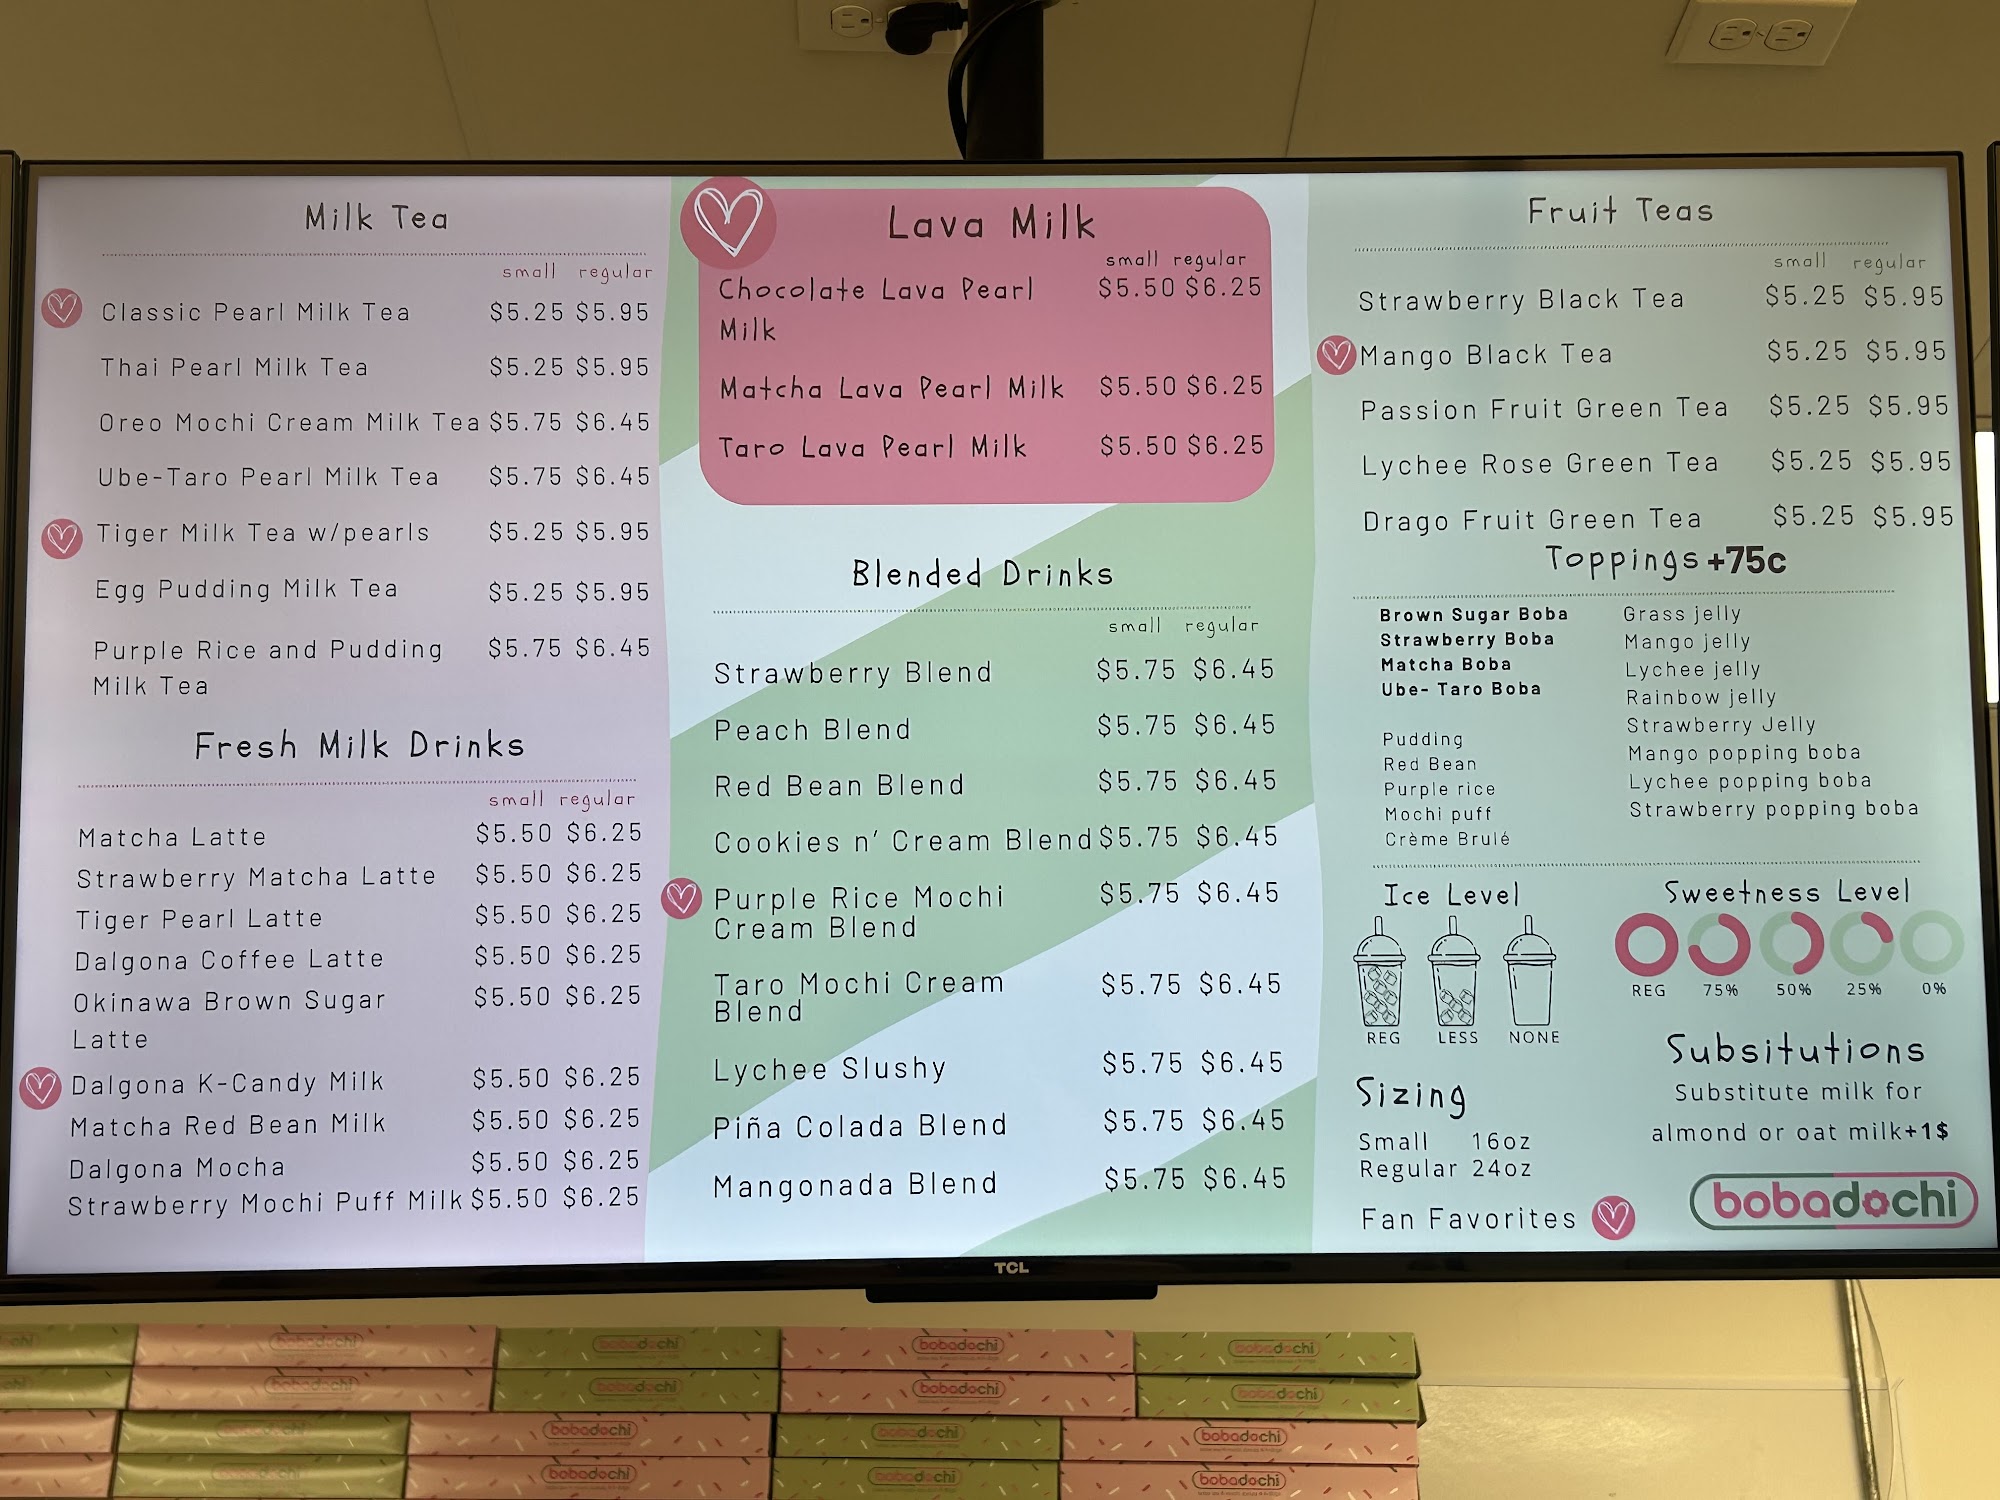 Milk Tea
small regular
Classic Pearl Milk Tea $5.25 $5.95
Thai Pearl Milk Tea $5.25 $5.95
Oreo Mochi Cream Milk Tea $5.75 $6.45
Ube-Taro Pearl Milk Tea $5.75 $6.45
Tiger Milk Tea w/pearls $5.25 $5.95
Egg Pudding Milk Tea $5.25 $5.95
Purple Rice and Pudding $5.75 $6.45
Milk Tea
Fresh Milk Drinks
small regular
Matcha Latte $5.50 $6.25
Strawberry Matcha Latte $5.50 $6.25
Tiger Pearl Latte $5.50 $6.25
Dalgona Coffee Latte $5.50 $6.25
Okinawa Brown Sugar $5.50 $6.25
Latte
Dalgona K-Candy Milk $5.50 $6.25
Matcha Red Bean Milk $5.50 $6.25
Dalgona Mocha $5.50 $6.25
Strawberry Mochi Puff Milk $5.50 $6.25
Lava Milk
small regular
Chocolate Lava Pearl $5.50 $6.25
Milk
Matcha Lava Pearl Milk $5.50 $6.25
Taro Lava Pearl Milk $5.50 $6.25
Blended Drinks
small regular
Strawberry Blend $5.75 $6.45
Peach Blend $5.75 $6.45
Red Bean Blend $5.75 $6.45
Cookies n' Cream Blend $5.75 $6.45
Purple Rice Mochi $5.75 $6.45
Cream Blend
Taro Mochi Cream $5.75 $6.45
Blend
Lychee Slushy $5.75 $6.45
Piña Colada Blend $5.75 $6.45
Mangonada Blend $5.75 $6.45
Fruit Teas
small regular
Strawberry Black Tea $5.25 $5.95
Mango Black Tea $5.25 $5.95
Passion Fruit Green Tea $5.25 $5.95
Lychee Rose Green Tea $5.25 $5.95
Drago Fruit Green Tea $5.25 $5.95
Toppings +75c
Brown Sugar Boba
Strawberry Boba
Matcha Boba
Ube- Taro Boba
Pudding
Red Bean
Purple rice
Mochi puff
Crème Brulé
Grass jelly
Mango jelly
Lychee jelly
Rainbow jelly
Strawberry Jelly
Mango popping boba
Lychee popping boba
Strawberry popping boba
Ice Level
REG LESS NONE
Sweetness Level
REG 75% 50% 25% 0%
Sizing
Small 16oz
Regular 24oz
Fan Favorites
Subsitutions
Substitute milk for
almond or oat milk+1$
bobadochi
TCL
bobadochi bobadochi bobadochi bobadochi
bobadochi bobadochi bobadochi bobadochi
bobadochi bobadochi bobadochi bobadochi
bobadochi bobadochi bobadochi bobadochi